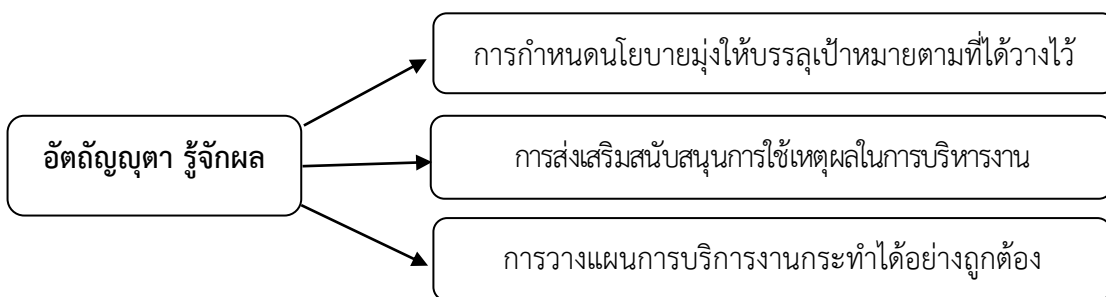 การกำหนดนโยบายมุ่งให้บรรลุเป้าหมายตามที่ได้วางไว้
อัตถัญญุตา รู้จักผล
การส่งเสริมสนับสนุนการใช้เหตุผลในการบริหารงาน
การวางแผนการบริการงานกระทำได้อย่างถูกต้อง